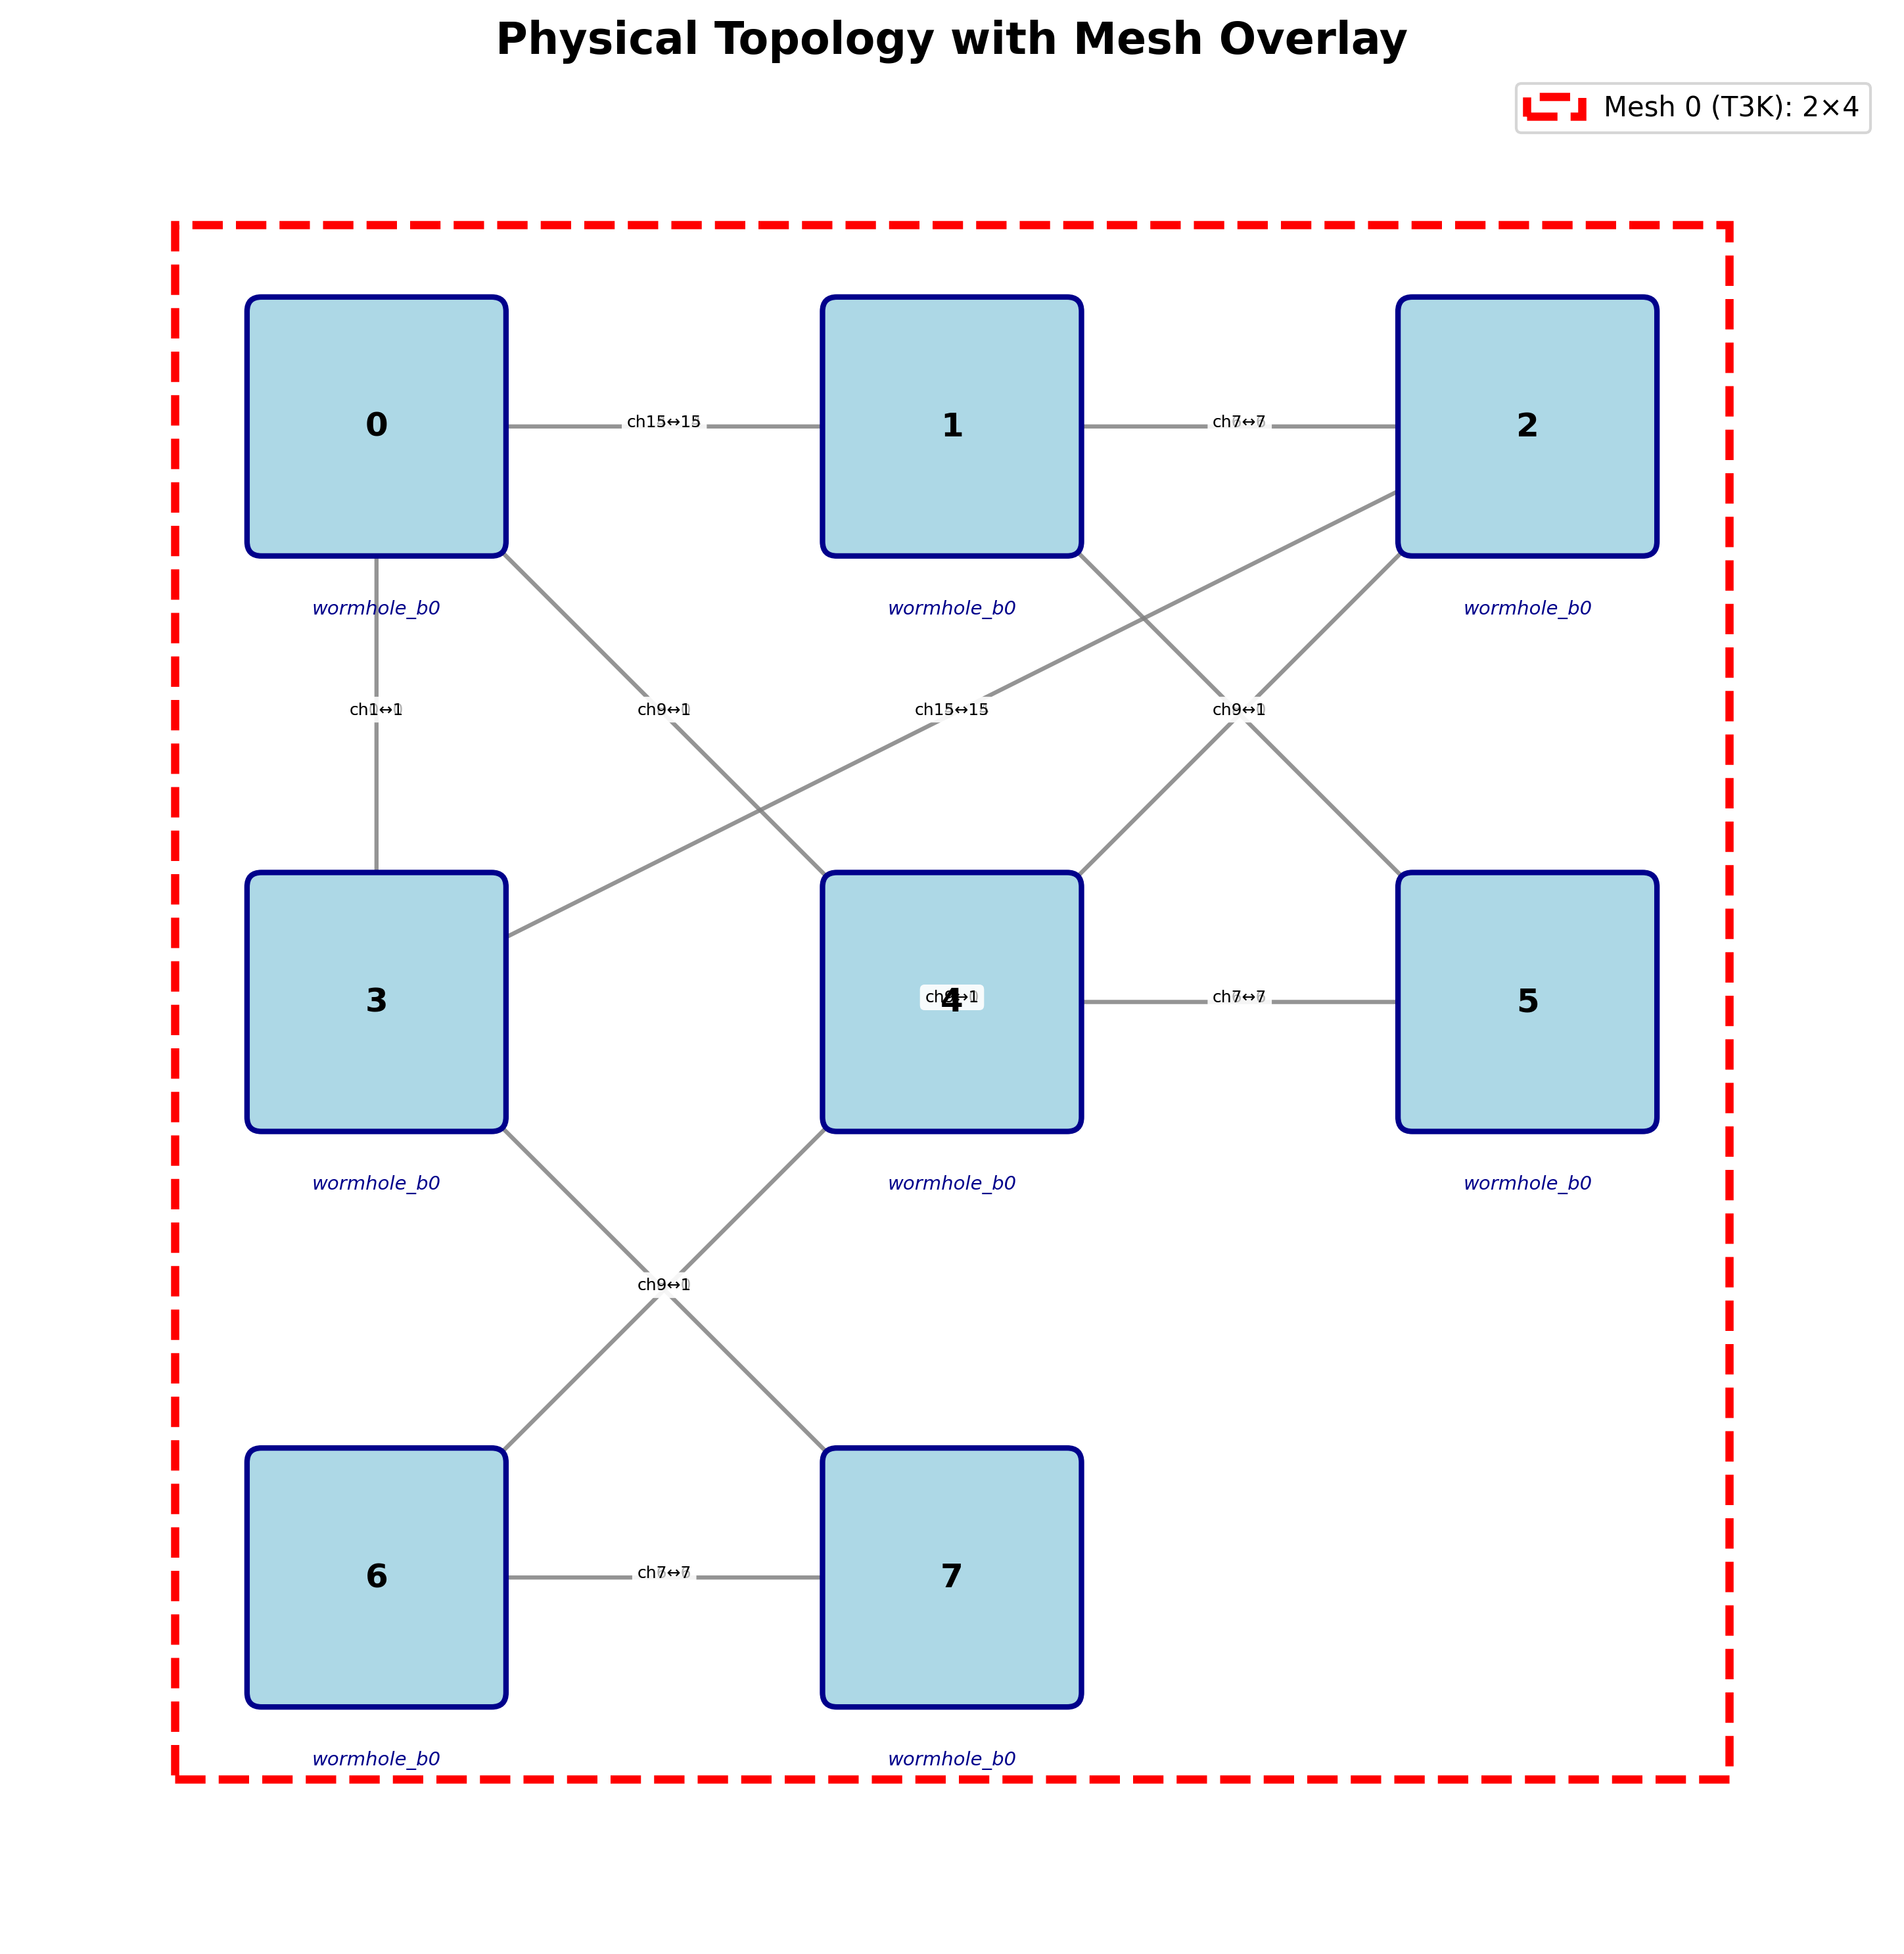 Physical Topology with Mesh Overlay
Mesh 0 (T3K): 2×4
0
ch15↔15
1
ch7↔7
2
wormhole_b0
wormhole_b0
wormhole_b0
ch1↔1
ch9↔1
ch15↔15
ch9↔1
3
4
ch7↔7
5
wormhole_b0
wormhole_b0
wormhole_b0
ch9↔1
6
ch7↔7
7
wormhole_b0
wormhole_b0